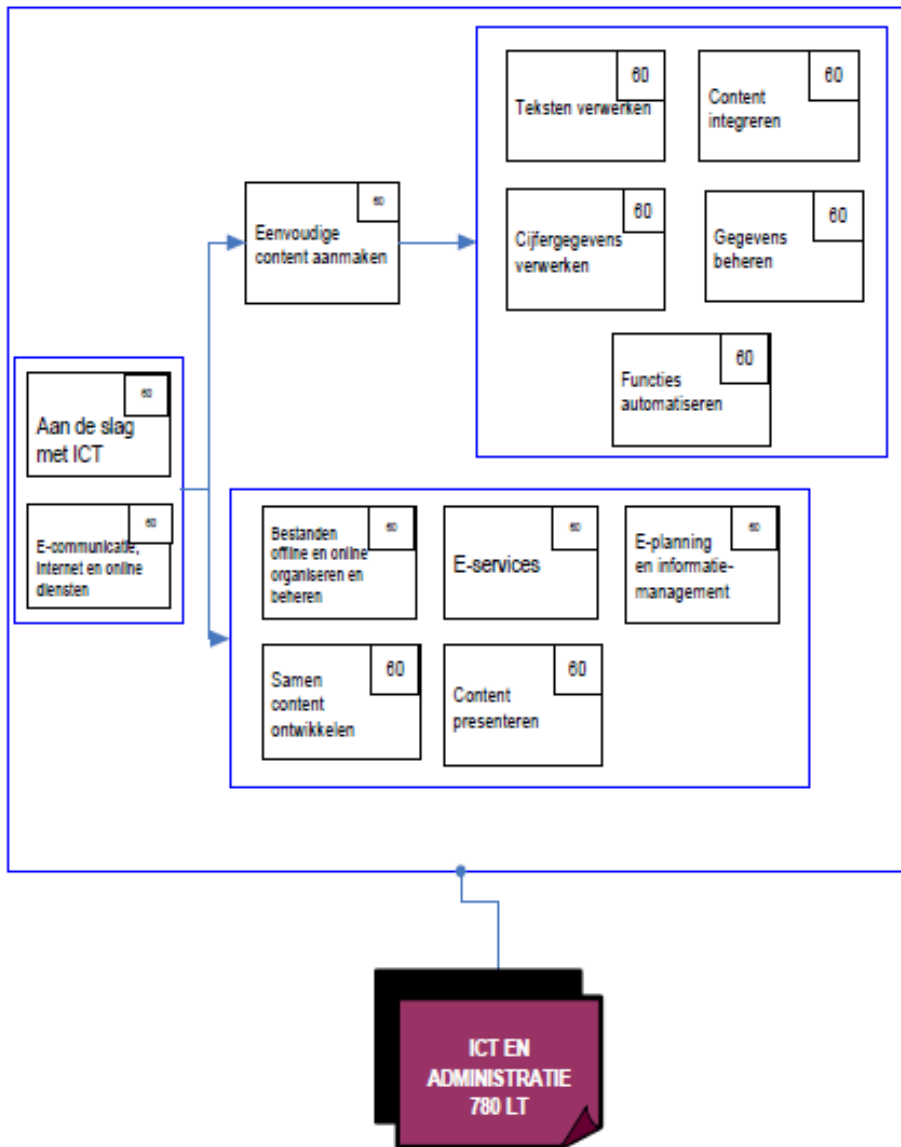 60
Teksten verwerken
60
Content
integreren
60
Eenvoudige
content aanmaken
60
Cijfergegevens
verwerken
60
Gegevens
beheren
60
Functies
automatiseren
60
Aan de slag
met ICT
60
E-communicatie,
internet en online
diensten
60
Bestanden
offline en online
organiseren en
beheren
60
E-services
60
E-planning
en informatie-
management
60
Samen
content
ontwikkelen
60
Content
presenteren
ICT EN
ADMINISTRATIE
780 LT